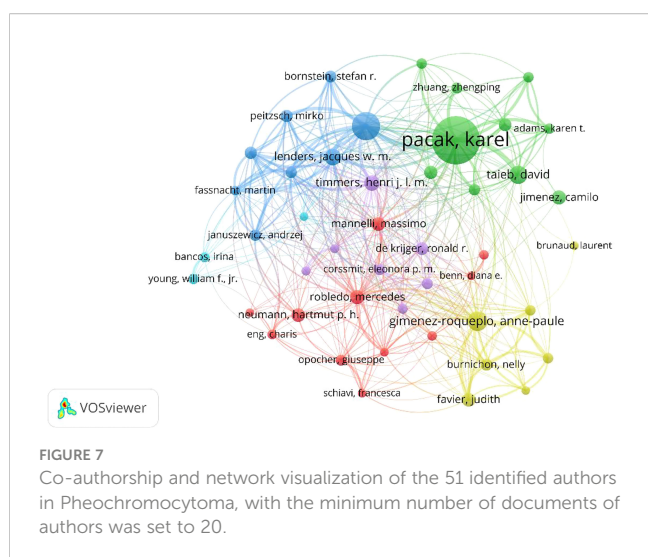 bornstein, stefan r.
zhuang, zhengping
peitzsch, mirko
adams, karen t.
pacak, karel
lenders, jacques w. m.
taieb, david
timmers, henri j. l. m.
fassnacht, martin
jimenez, camilo
mannelli, massimo
januszewicz, andrzej
de krijger, ronald r.
brunaud, laurent
bancos, irina
corssmit, eleonora p. m.
benn, diana e.
young, william f., jr.
robledo, mercedes
neumann, hartmut p. h.
gimenez-roqueplo, anne-paule
eng, charis
opocher, giuseppe
burnichon, nelly
schiavi, francesca
favier, judith
VOSviewer
FIGURE 7
Co-authorship and network visualization of the 51 identified authors
in Pheochromocytoma, with the minimum number of documents of
authors was set to 20.